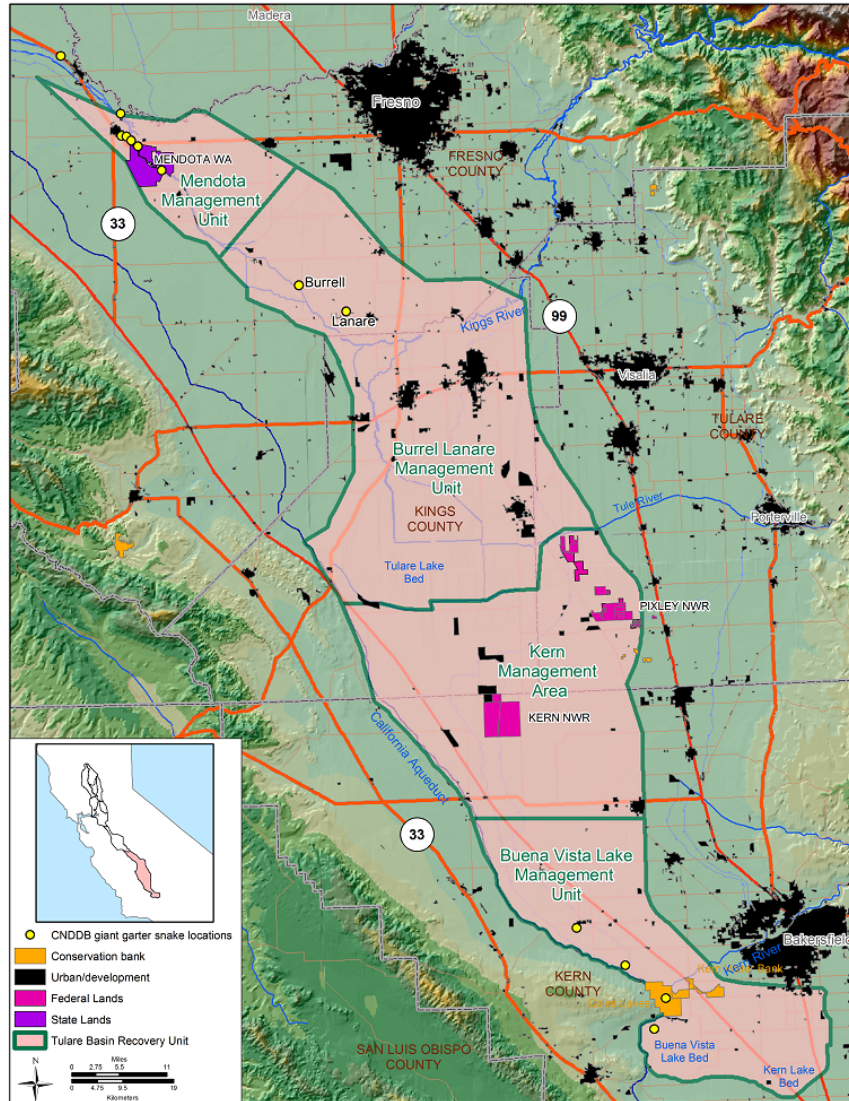 Madera
Fresno
FRESNO
COUNTY
MENDOTA WA
Mendota
Management
Unit
33
Burrell
Lanare
Kings River
99
Visalia
TULARE
COUNTY
Burrel Lanare
Management
Unit
KINGS
COUNTY
Tule River
Porterville
Tulare Lake
Bed
PIXLEY NWR
Kern
Management
Area
KERN NWR
California Aqueduct
33
Buena Vista Lake
Management
Unit
Bakersfield
Kern River
KERN
COUNTY
Buena Vista
Lake Bed
Kern Lake
Bed
SAN LUIS OBISPO
COUNTY
CNDDB giant garter snake locations
Conservation bank
Urban/development
Federal Lands
State Lands
Tulare Basin Recovery Unit
N
Miles
0 2.75 5.5 11
0 4.75 9.5 19
Kilometers